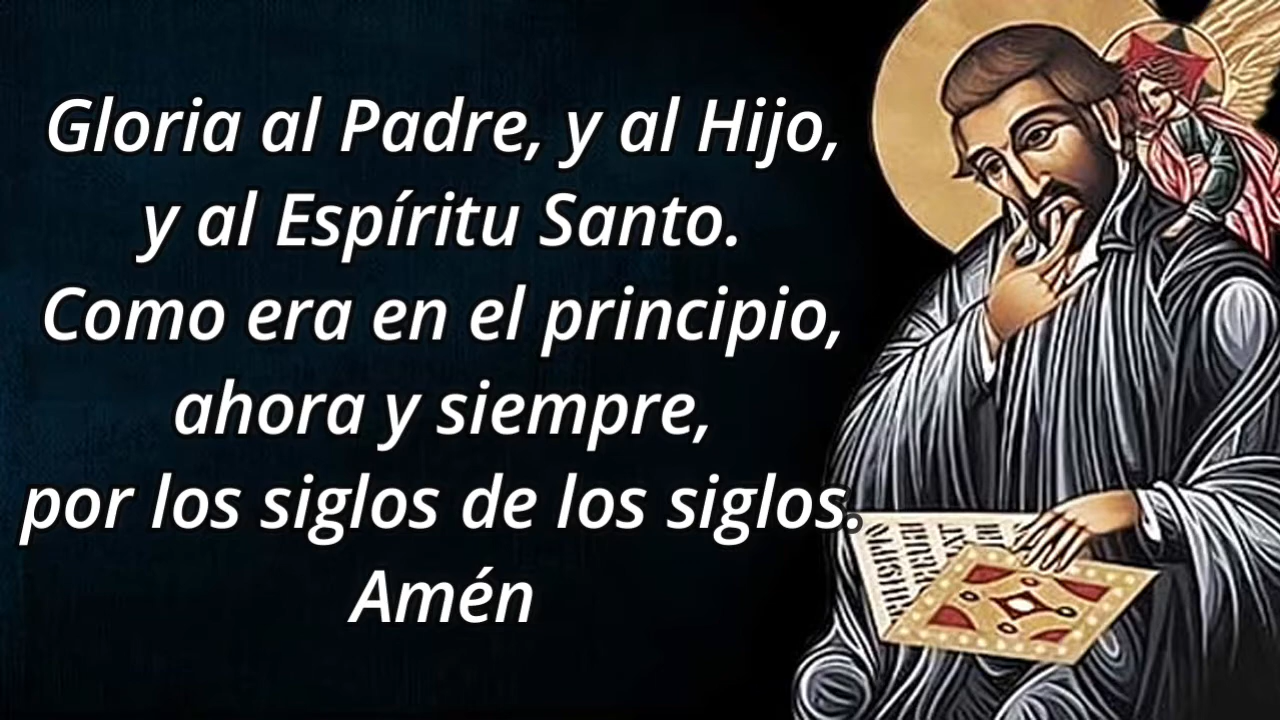 Gloria al Padre, y al Hijo,
y al Espíritu Santo.
Como era en el principio,
ahora y siempre,
por los siglos de los siglos.
Amén